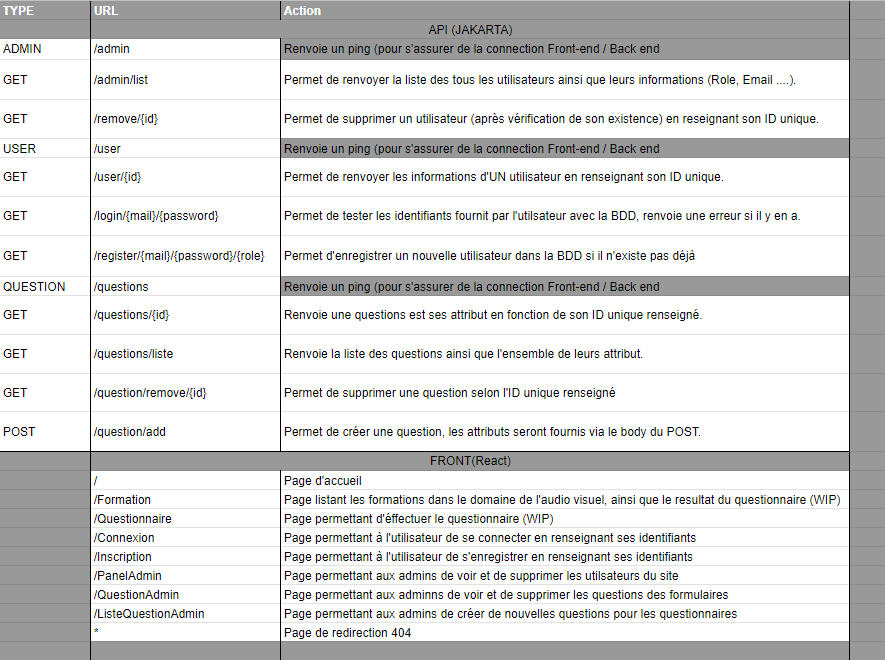 TYPE URL Action
API (JAKARTA)
ADMIN /admin Renvoie un ping (pour s'assurer de la connection Front-end / Back end
GET /admin/list Permet de renvoyer la liste des tous les utilisateurs ainsi que leurs informations (Role, Email ....).
GET /remove/{id} Permet de supprimer un utilisateur (après vérification de son existence) en reseignant son ID unique.
USER /user Renvoie un ping (pour s'assurer de la connection Front-end / Back end
GET /user/{id} Permet de renvoyer les informations d'UN utilisateur en renseignant son ID unique.
GET /login/{mail}/{password} Permet de tester les identifiants fournit par l'utilsateur avec la BDD, renvoie une erreur si il y en a.
GET /register/{mail}/{password}/{role} Permet d'enregistrer un nouvelle utilisateur dans la BDD si il n'existe pas déjà
QUESTION /questions Renvoie un ping (pour s'assurer de la connection Front-end / Back end
GET /questions/{id} Renvoie une questions est ses attribut en fonction de son ID unique renseigné.
GET /questions/liste Renvoie la liste des questions ainsi que l'ensemble de leurs attribut.
GET /question/remove/{id} Permet de supprimer une question selon l'ID unique renseigné
POST /question/add Permet de créer une question, les attributs seront fournis via le body du POST.
FRONT(React)
/ Page d'accueil
/Formation Page listant les formations dans le domaine de l'audio visuel, ainsi que le resultat du questionnaire (WIP)
/Questionnaire Page permettant d'éffectuer le questionnaire (WIP)
/Connexion Page permettant à l'utilisateur de se connecter en renseignant ses identifiants
/Inscription Page permettant à l'utilisateur de s'enregistrer en renseignant ses identifiants
/PanelAdmin Page permettant aux admins de voir et de supprimer les utilsateurs du site
/QuestionAdmin Page permettant aux adminns de voir et de supprimer les questions des formulaires
/ListeQuestionAdmin Page permettant aux admins de créer de nouvelles questions pour les questionnaires
* Page de redirection 404